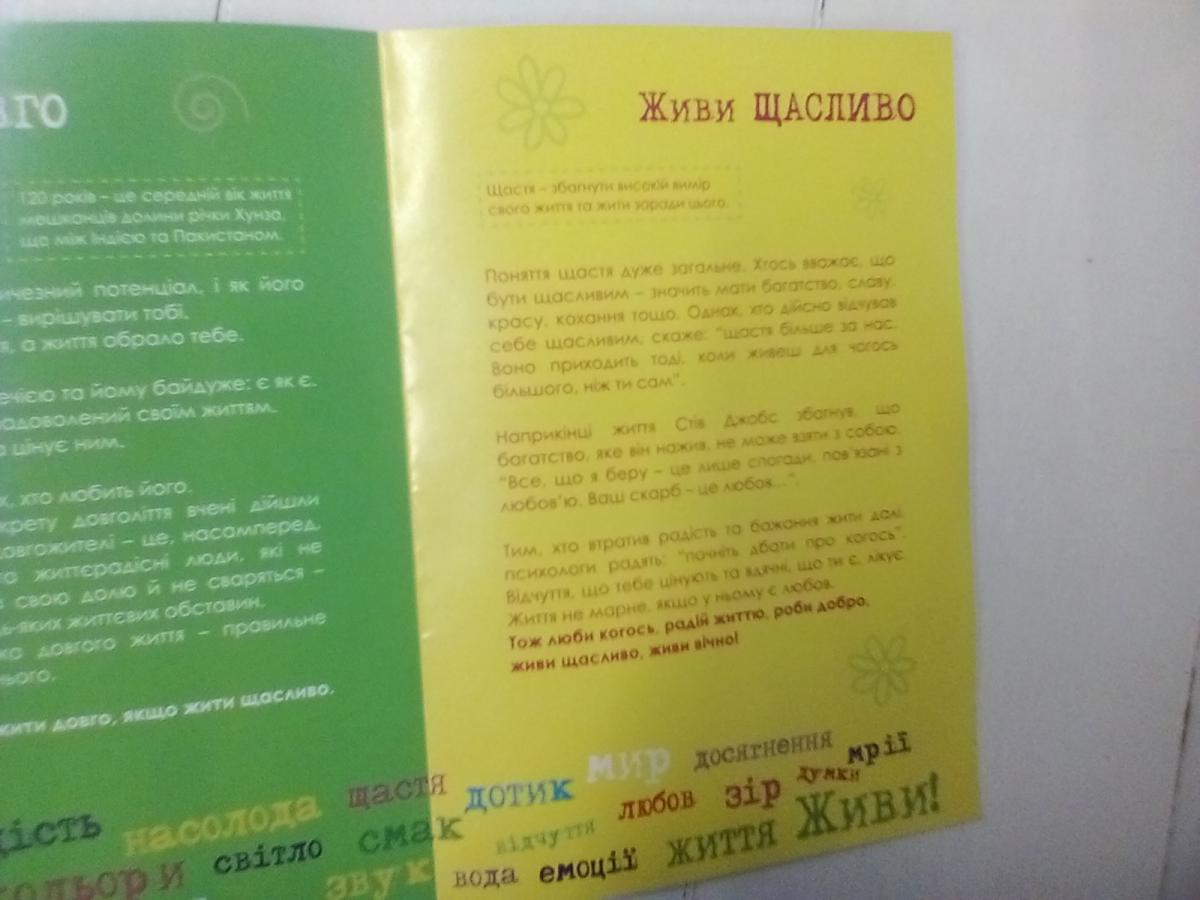 вго
120 років – це середній вік життя
мешканців долини річки Хунза,
що між Індією та Пакистаном.
ичезний потенціал, і як його
– вирішувати тобі.
я, а життя обрало тебе.
ечією та йому байдуже: є як є.
адоволений своїм життям.
цінує ним.
х, хто любить його.
крету довголіття вчені дійшли
овгожителі – це, насамперед,
та життєрадісні люди, які не
свою долю й не сваряться –
ь-яких життєвих обставин.
ка довгого життя – правильне
ього.
жити довго, якщо жити щасливо.
Живи ЩАСЛИВО
Щастя – збагнути високій вимір
свого життя та жити заради цього.
Поняття щастя дуже загальне. Хтось вважає, що
бути щасливим – значить мати багатство, славу,
красу, кохання тощо. Однак, хто дійсно відчував
себе щасливим, скаже: "щастя більше за нас.
Воно приходить тоді, коли живеш для чогось
більшого, ніж ти сам".
Наприкінці життя Стів Джобс збагнув, що
багатство, яке він нажив, не може взяти з собою.
"Все, що я беру – це лише спогади, пов'язані з
любов'ю. Ваш скарб – це любов...".
Тим, хто втратив радість та бажання жити далі,
психологи радять: "почніть дбати про когось".
Відчуття, що тебе цінують та вдячні, що ти є, лікує.
Життя не марне, якщо у ньому є любов.
Тож люби когось, радій життю, роби добро,
живи щасливо, живи вічно!
дість насолода щастя дотик мир досягнення мрії
кольори світло смак відчуття любов зір думки
звук вода емоції життя Живи!